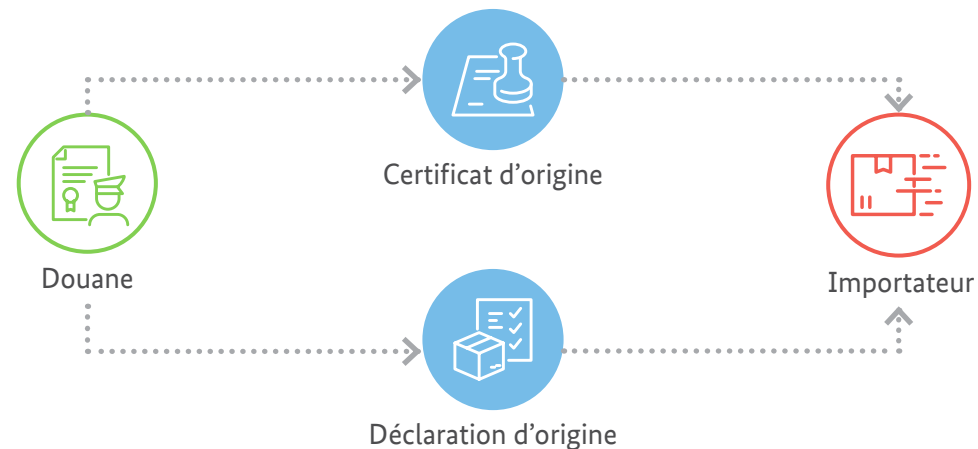 Certificat d’origine
Douane
Importateur
Déclaration d’origine